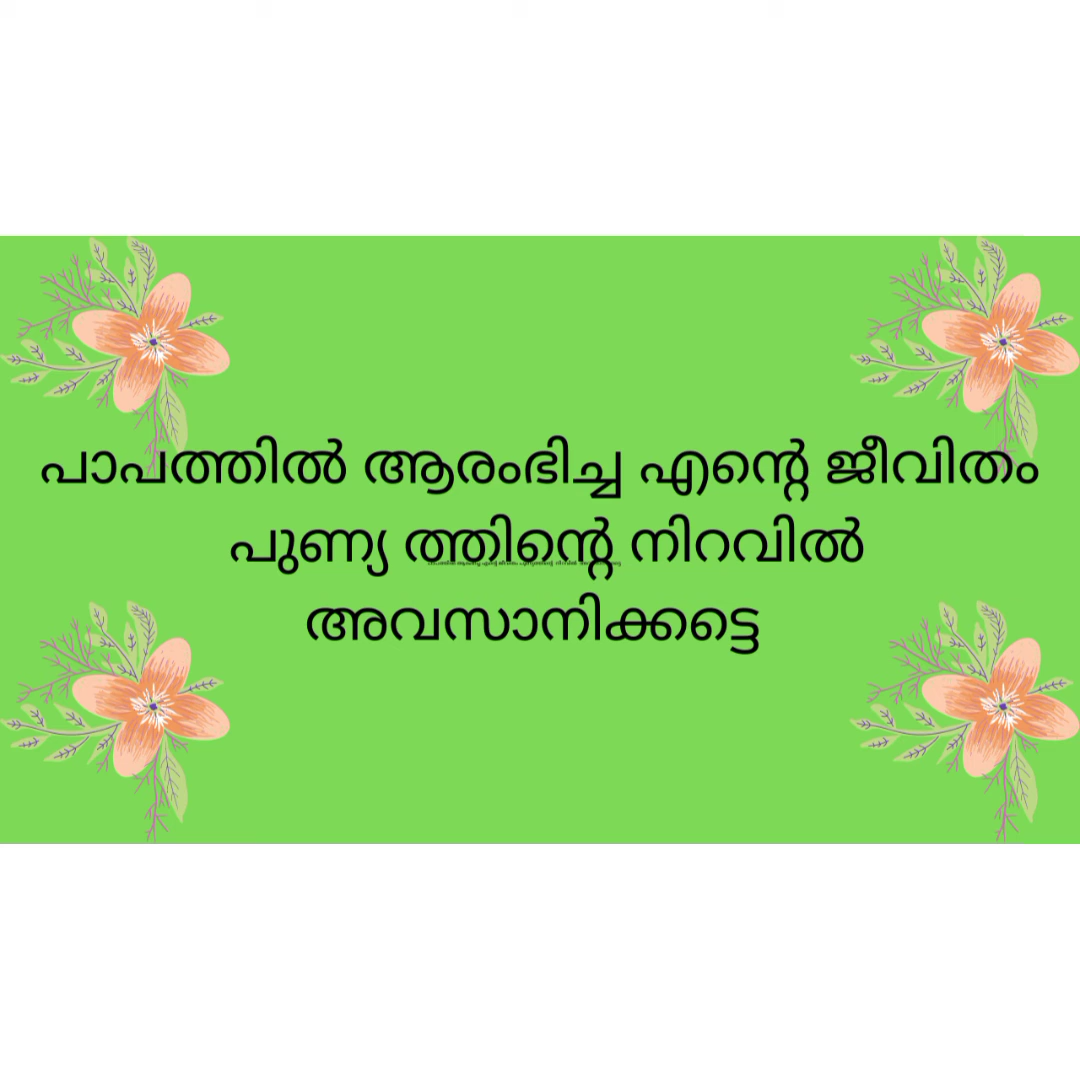 പാപത്തിൽ ആരംഭിച്ച എന്റെ ജീവിതം
പുണ്യ ത്തിന്റെ നിറവിൽ
അവസാനിക്കട്ടെ